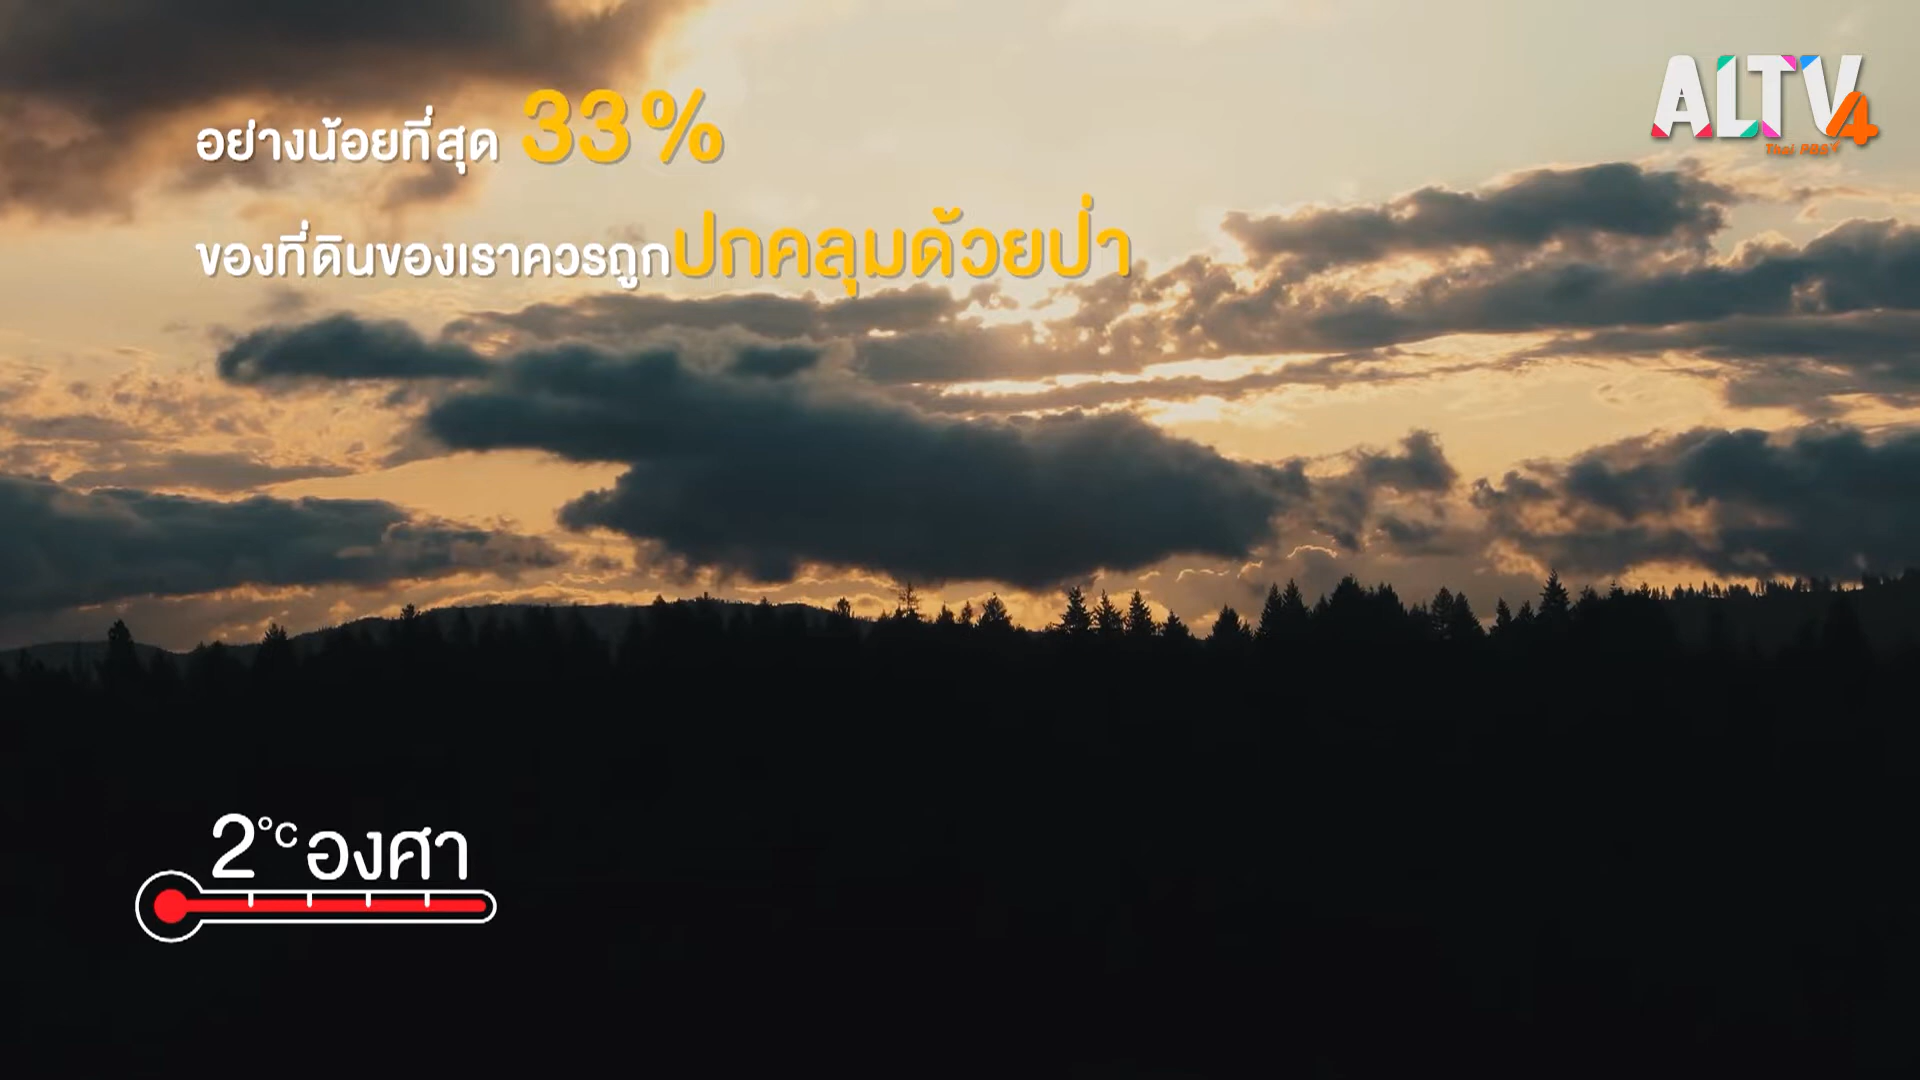 ALTV4
Thai PBS
อย่างน้อยที่สุด 33%
ของที่ดินของเราควรถูกปกคลุมด้วยป่า
2°C องศา